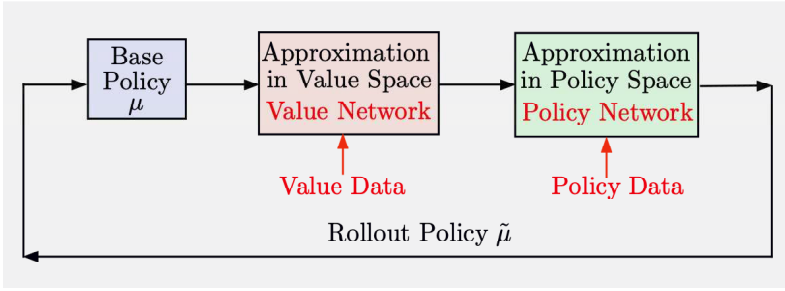 Base
Policy
μ
Approximation
in Value Space
Value Network
Approximation
in Policy Space
Policy Network
Value Data
Policy Data
Rollout Policy μ̃